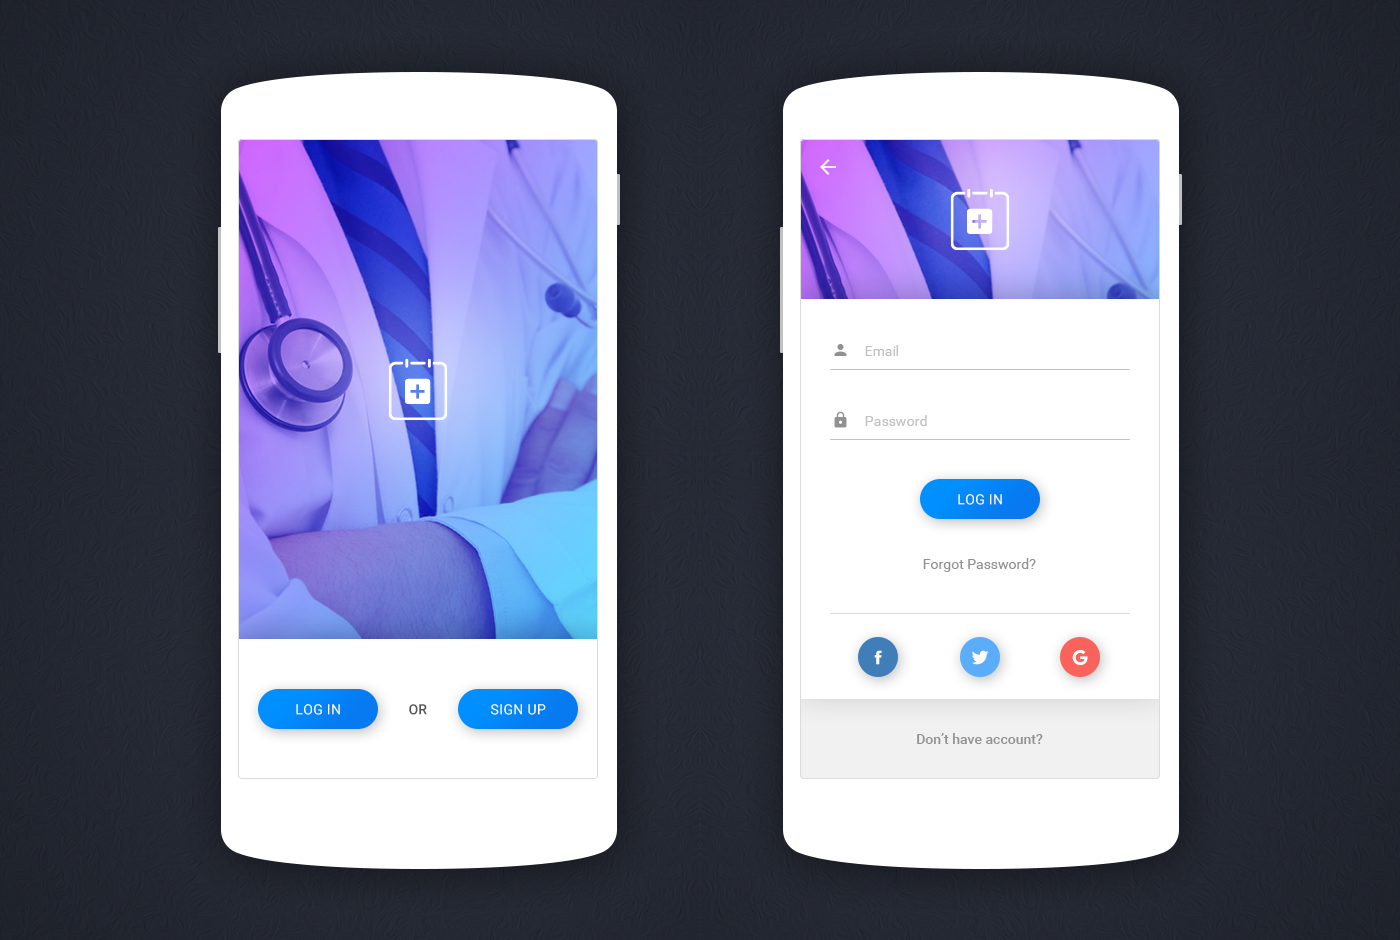 LOG IN
OR
SIGN UP
Email
Password
LOG IN
Forgot Password?
Don't have account?